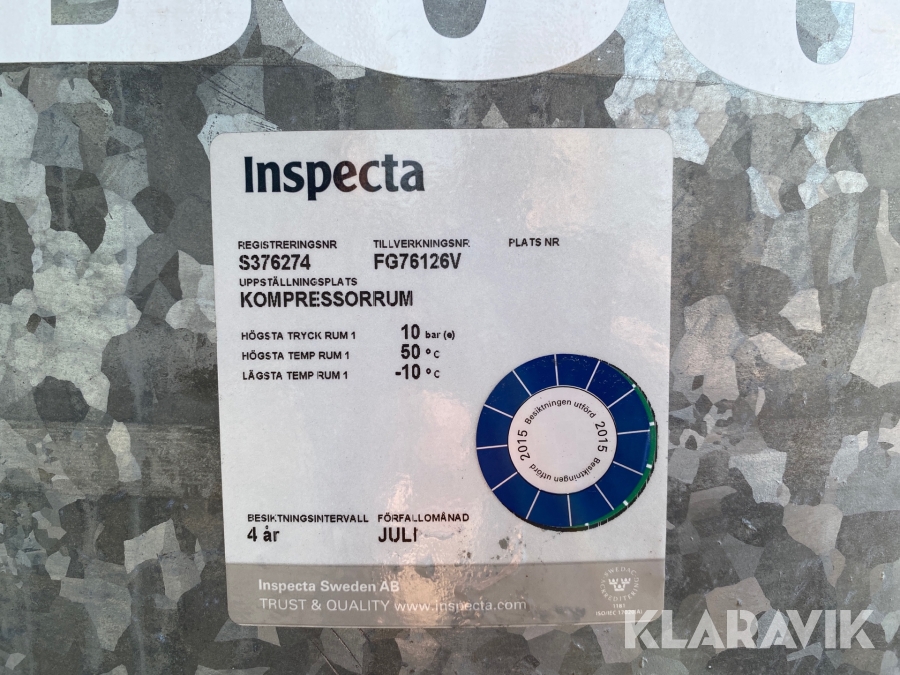 Inspecta
REGISTRERINGSNR TILLVERKNINGSNR PLATS NR
S376274 FG76126V
UPPSTÄLLNINGSPLATS
KOMPRESSORRUM
HÖGSTA TRYCK RUM 1 10 bar (e)
HÖGSTA TEMP RUM 1 50 °C
LÄGSTA TEMP RUM 1 -10 °C
Besiktningen utförd 2015
Besiktningen utförd 2015
BESIKTNINGSINTERVALL FÖRFALLOMÅNAD
4 år JULI
Inspecta Sweden AB
TRUST & QUALITY www.inspecta.com
SWEDAC
ACKREDITERING
KLARAVIK